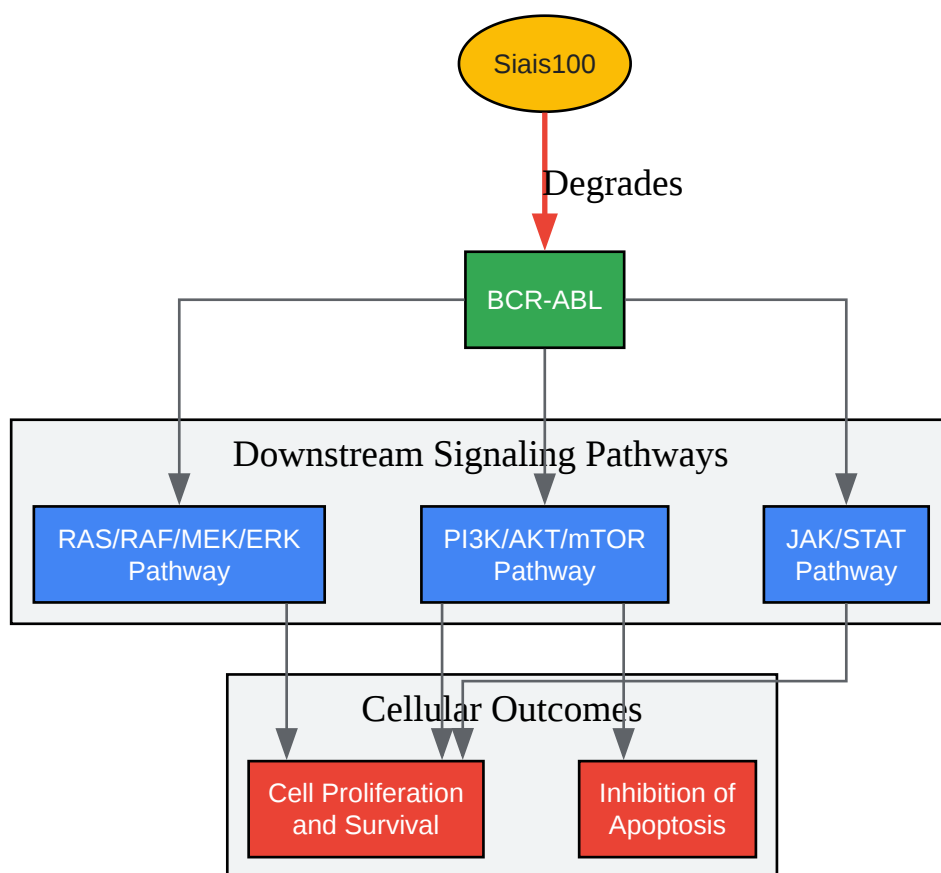 Siais100
Degrades
BCR-ABL
Downstream Signaling Pathways
RAS/RAF/MEK/ERK
Pathway
PI3K/AKT/mTOR
Pathway
JAK/STAT
Pathway
Cellular Outcomes
Cell Proliferation
and Survival
Inhibition of
Apoptosis